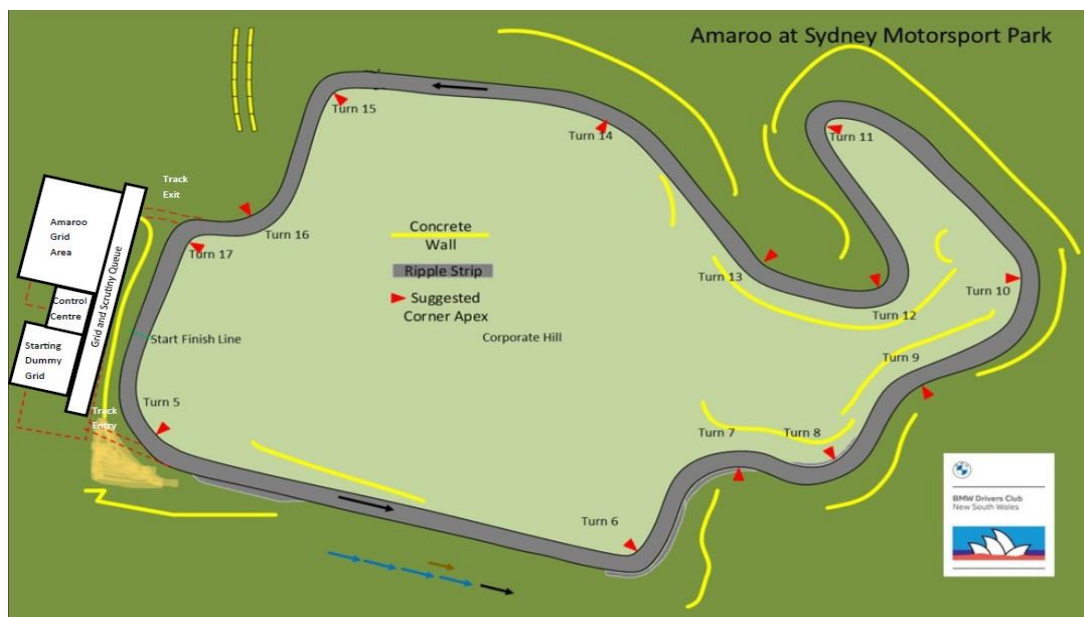 Amaroo at Sydney Motorsport Park
Turn 15
Turn 14
Turn 11
Track
Exit
Amaroo
Grid
Area
Turn 16
Turn 17
Grid and Scrutiny Queue
Concrete
Wall
Ripple Strip
Suggested
Corner Apex
Turn 13
Turn 10
Turn 12
Control
Centre
Start Finish Line
Corporate Hill
Starting
Dummy
Grid
Turn 9
Turn 5
Track
Entry
Turn 7
Turn 8
Turn 6
BMW Drivers Club
New South Wales